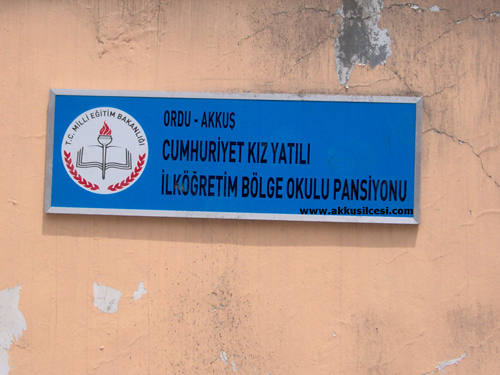 T.C. MİLLİ EĞİTİM BAKANLIĞI
ORDU - AKKUŞ
CUMHURİYET KIZ YATILI
İLKÖĞRETİM BÖLGE OKULU PANSİYONU
www.akkusilcesi.com